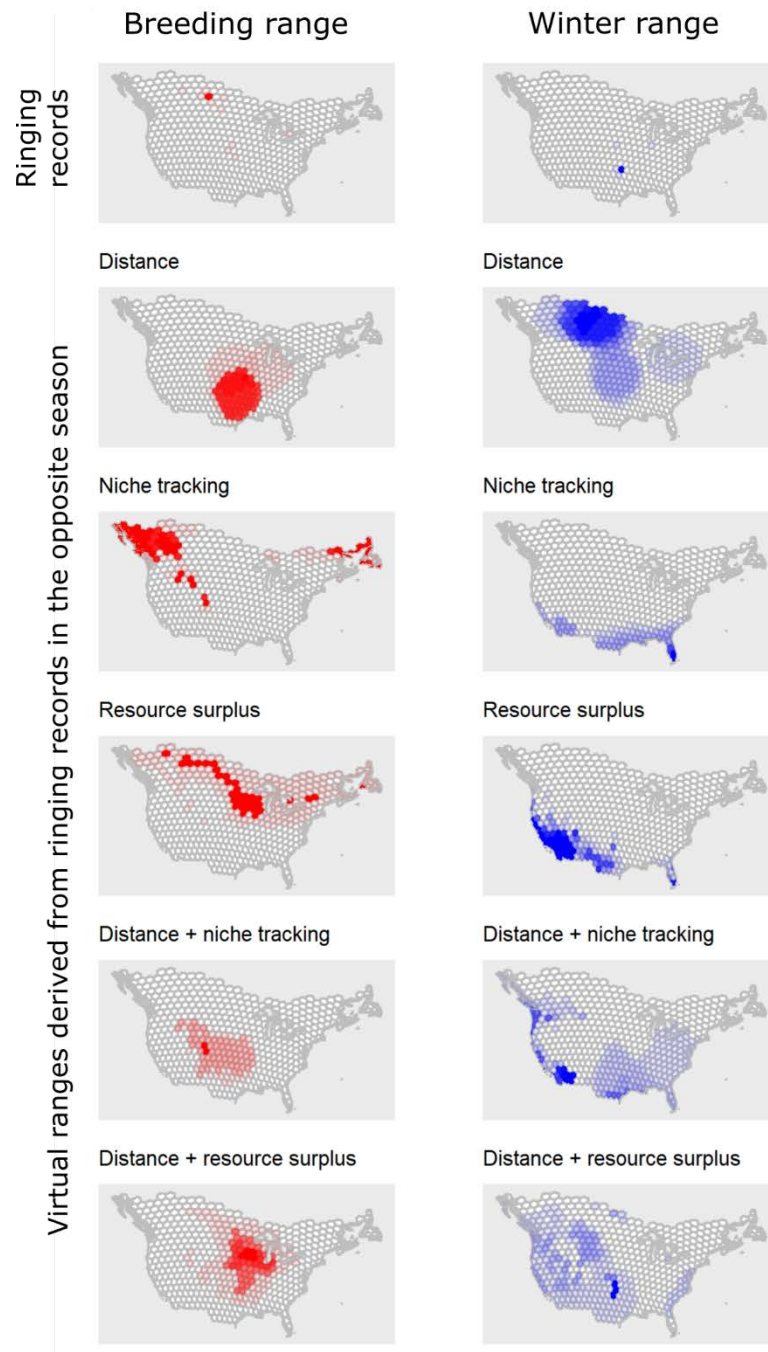 Breeding range
Winter range
Ringing
records
Virtual ranges derived from ringing records in the opposite season
Distance
Distance
Niche tracking
Niche tracking
Resource surplus
Resource surplus
Distance + niche tracking
Distance + niche tracking
Distance + resource surplus
Distance + resource surplus